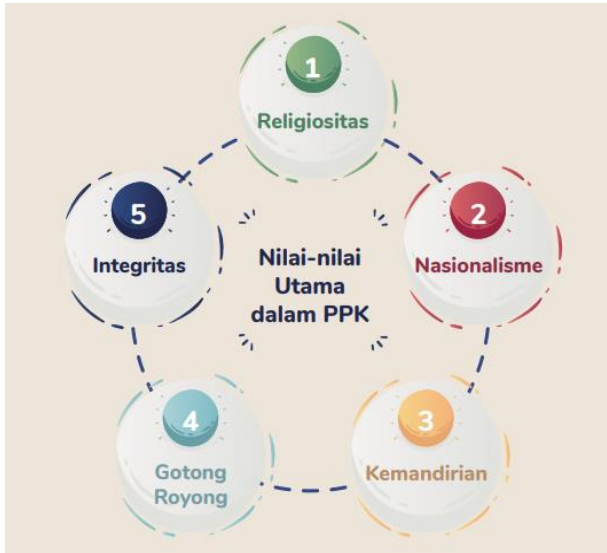 Nilai-nilai
Utama
dalam PPK
1
Religiositas
2
Nasionalisme
3
Kemandirian
4
Gotong
Royong
5
Integritas